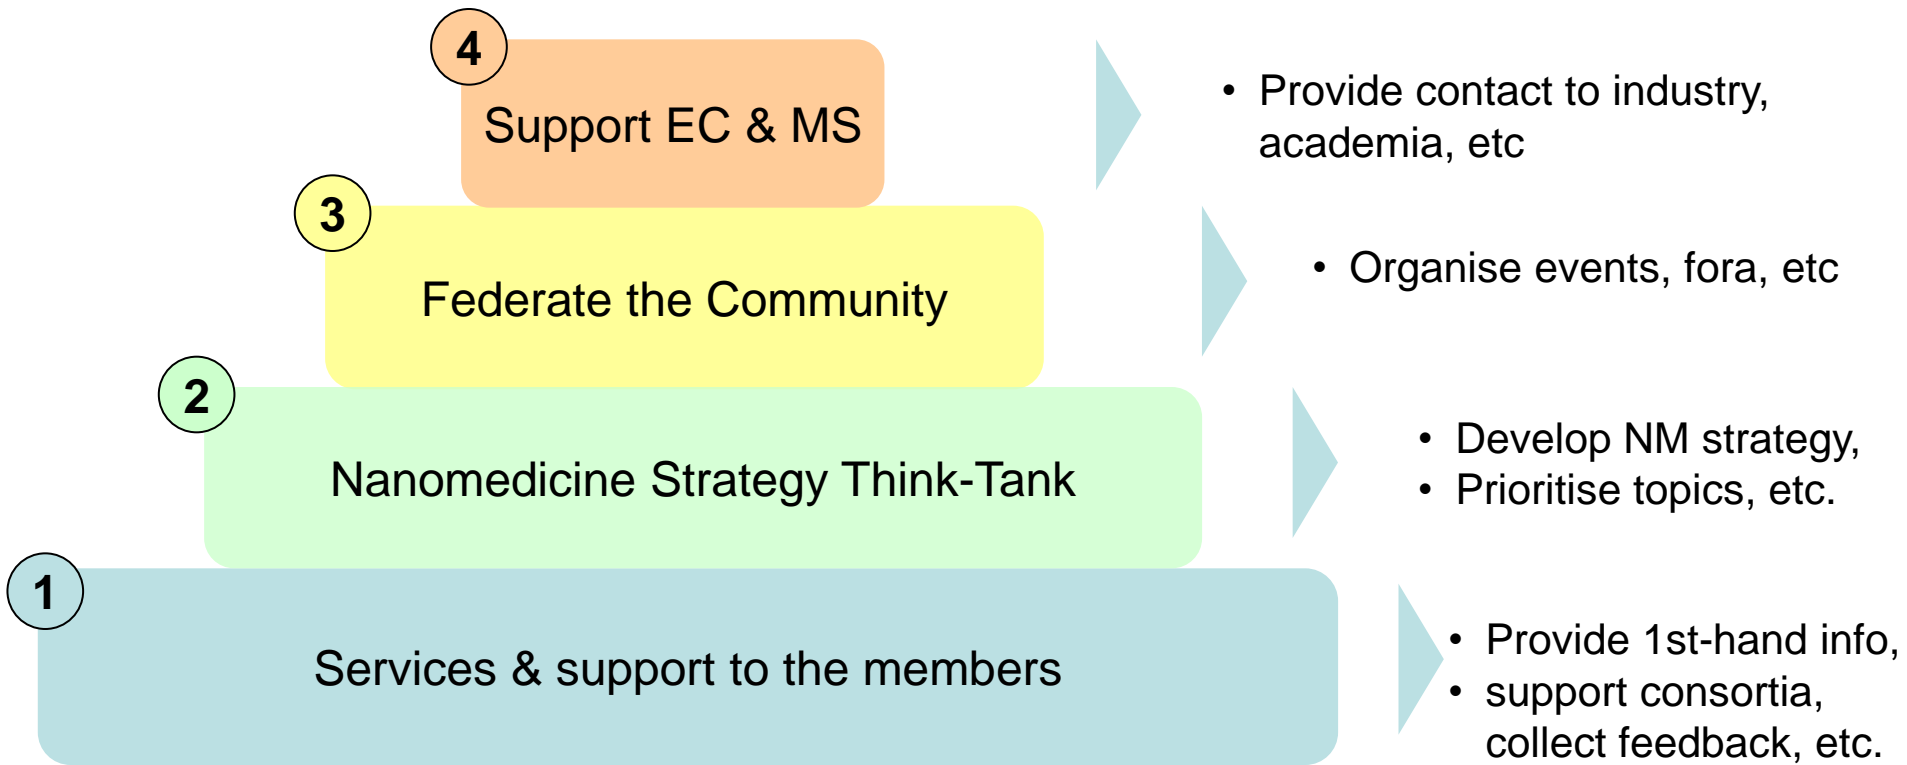 4
Support EC & MS
• Provide contact to industry,
academia, etc
3
Federate the Community
• Organise events, fora, etc
2
Nanomedicine Strategy Think-Tank
• Develop NM strategy,
• Prioritise topics, etc.
1
Services & support to the members
• Provide 1st-hand info,
• support consortia,
collect feedback, etc.